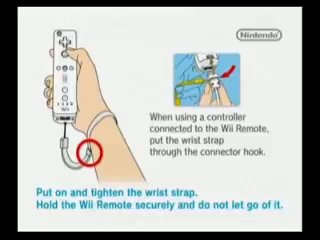 Nintendo
When using a controller
connected to the Wii Remote,
put the wrist strap
through the connector hook.
Put on and tighten the wrist strap.
Hold the Wii Remote securely and do not let go of it.